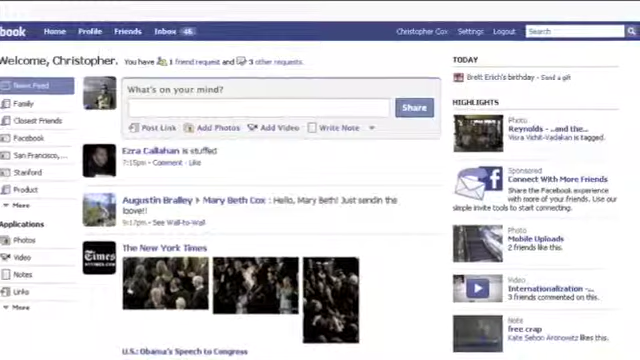 book Home Profile Friends Inbox 46 Christopher Cox Settings Logout Search
Welcome, Christopher. You have 1 friend request and 3 other requests.
News Feed
Family
Closest Friends
Facebook
San Francisco, ...
Stanford
Product
More
Applications
Photos
Video
Notes
Links
More
What's on your mind?
Share
Post Link Add Photos Add Video Write Note
Ezra Callahan is stuffed
7:15pm - Comment - Like
Augustin Bralley Mary Beth Cox : Hello, Mary Beth! Just sendin the
love!!
9:17pm - See Wall-to-Wall
Times
The New York Times
U.S.: Obama's Speech to Congress
TODAY
Brett Erich's birthday - Send a gift
HIGHLIGHTS
Photo
Reynolds - ...and the...
is tagged.
Sponsored
Connect With More Friends
Share the Facebook experience
with more of your friends. Use our
simple invite tools to start connecting.
Photo
Mobile Uploads
2 friends like this.
Video
Internationalization -...
3 friends commented on this.
Note
free crap
Kate Aronowitz likes this.